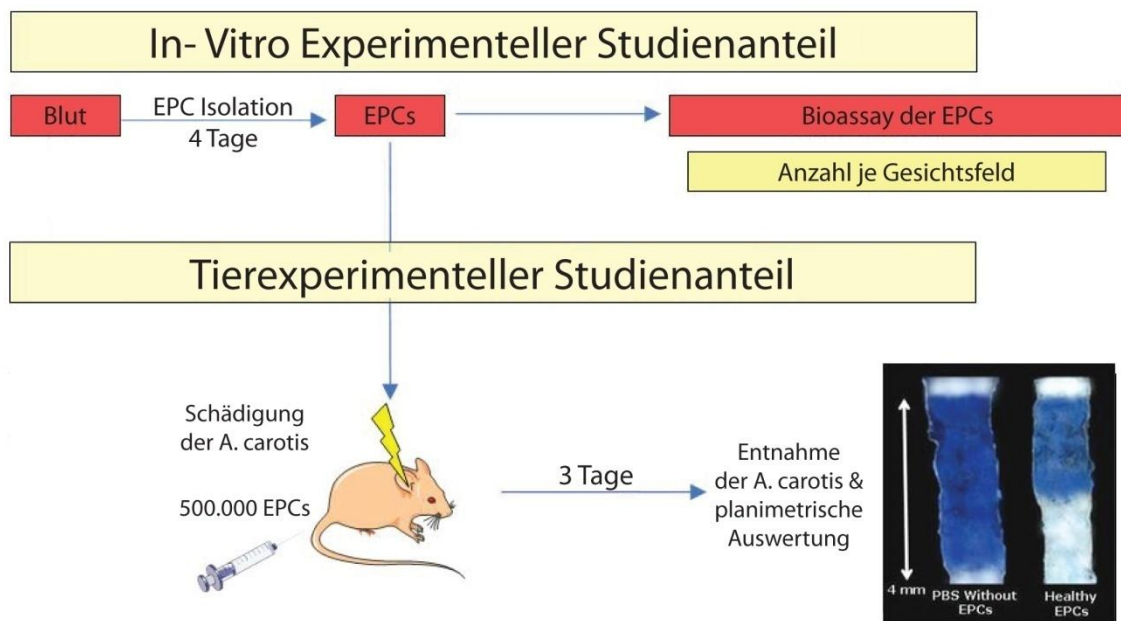 In- Vitro Experimenteller Studienanteil
Blut
EPC Isolation
4 Tage
EPCs
Bioassay der EPCs
Anzahl je Gesichtsfeld
Tierexperimenteller Studienanteil
Schädigung
der A. carotis
500.000 EPCs
3 Tage
Entnahme
der A. carotis &
planimetrische
Auswertung
4 mm
PBS Without
EPCs
Healthy
EPCs